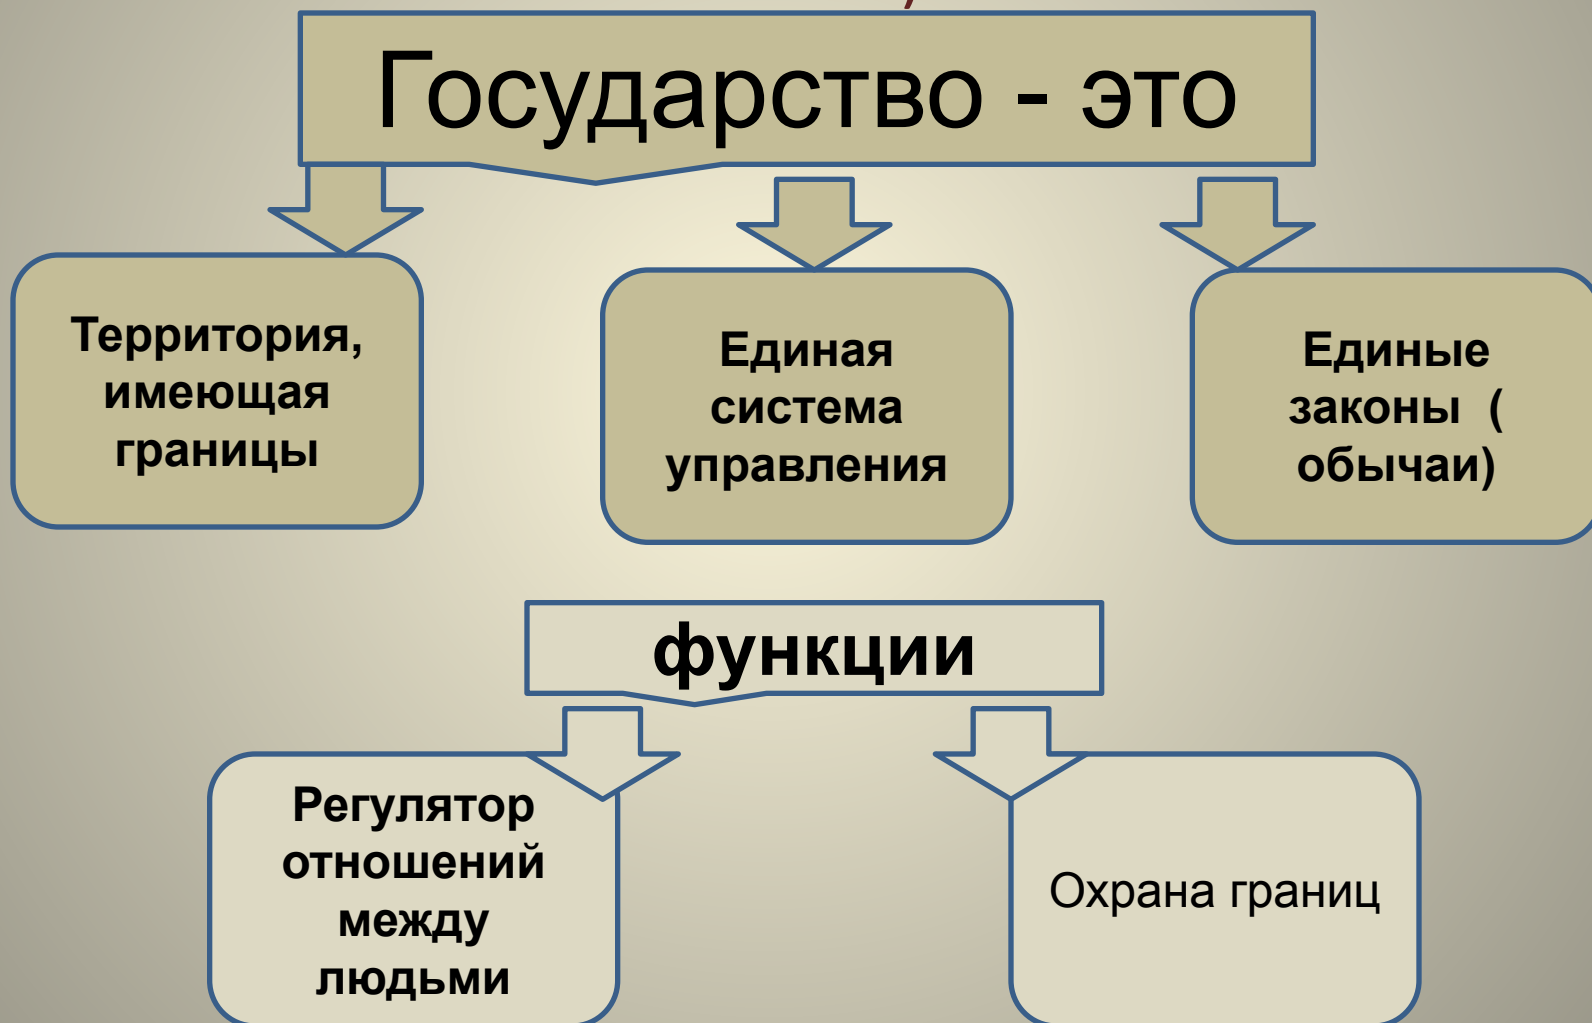 Государство - это
Территория,
имеющая
границы
Единая
система
управления
Единые
законы (
обычаи)
функции
Регулятор
отношений
между
людьми
Охрана границ